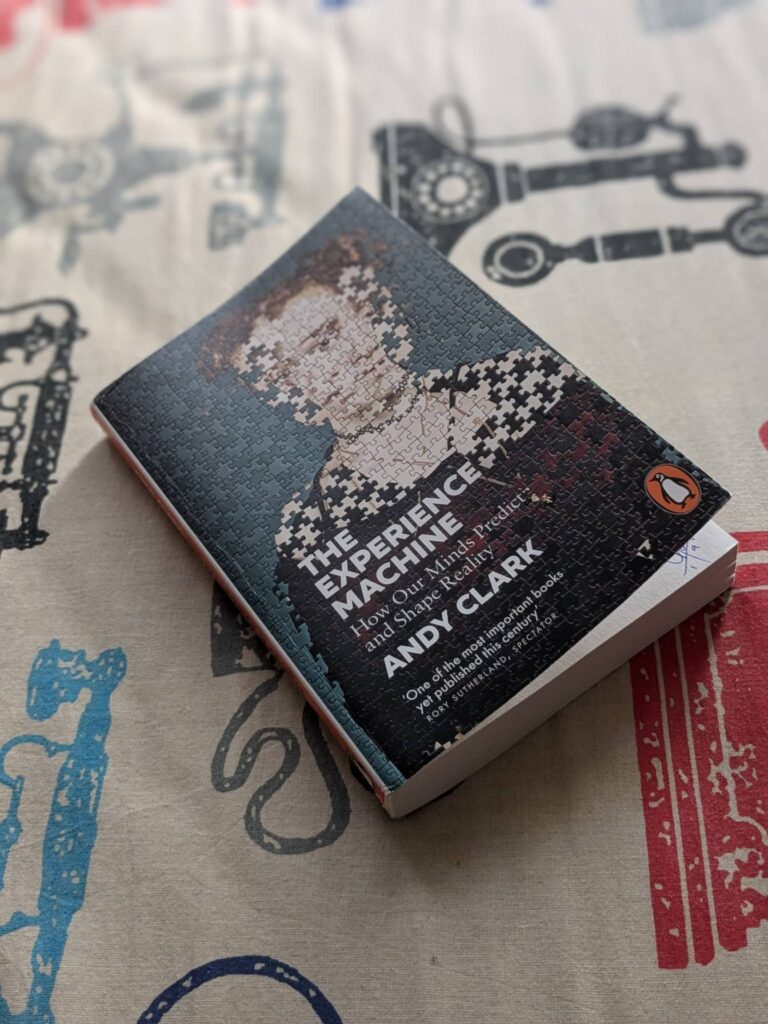 THE
EXPERIENCE
MACHINE
How Our Minds Predict
and Shape Reality
ANDY CLARK
'One of the most important books
yet published this century'
RORY SUTHERLAND, SPECTATOR